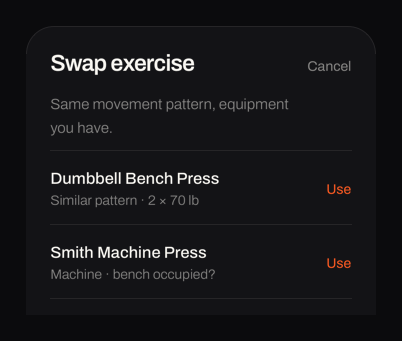 Swap exercise
Cancel
Same movement pattern, equipment
you have.
Dumbbell Bench Press
Similar pattern · 2 × 70 lb
Use
Smith Machine Press
Machine · bench occupied?
Use